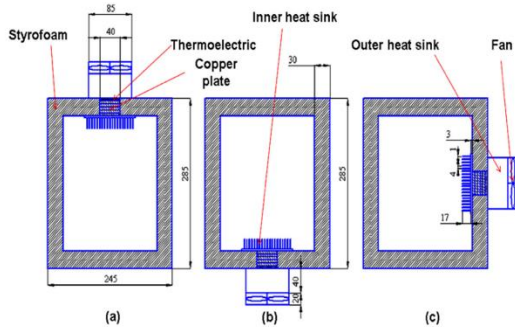 85
Inner heat sink
Styrofoam
40
Thermoelectric
Copper
plate
30
Outer heat sink
Fan
3
1
4
17
285
285
245
40
20
(a)
(b)
(c)